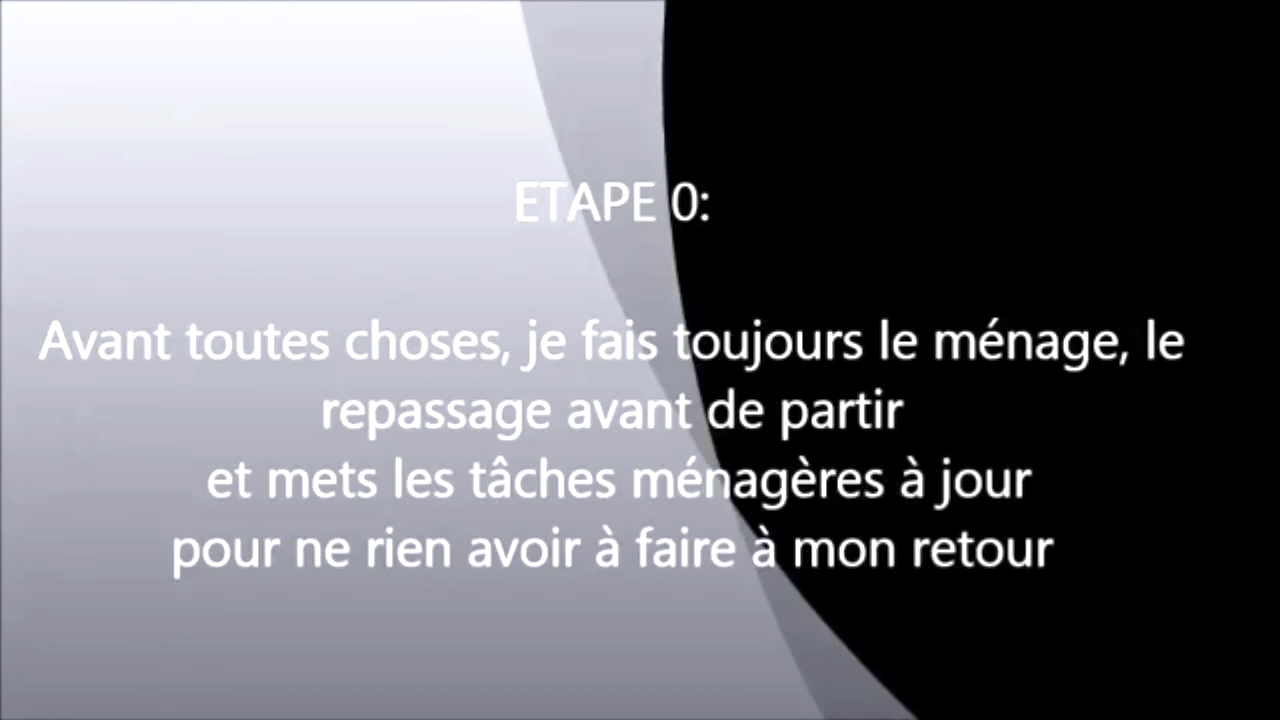 ETAPE 0:
Avant toutes choses, je fais toujours le ménage, le
repassage avant de partir
et mets les tâches ménagères à jour
pour ne rien avoir à faire à mon retour